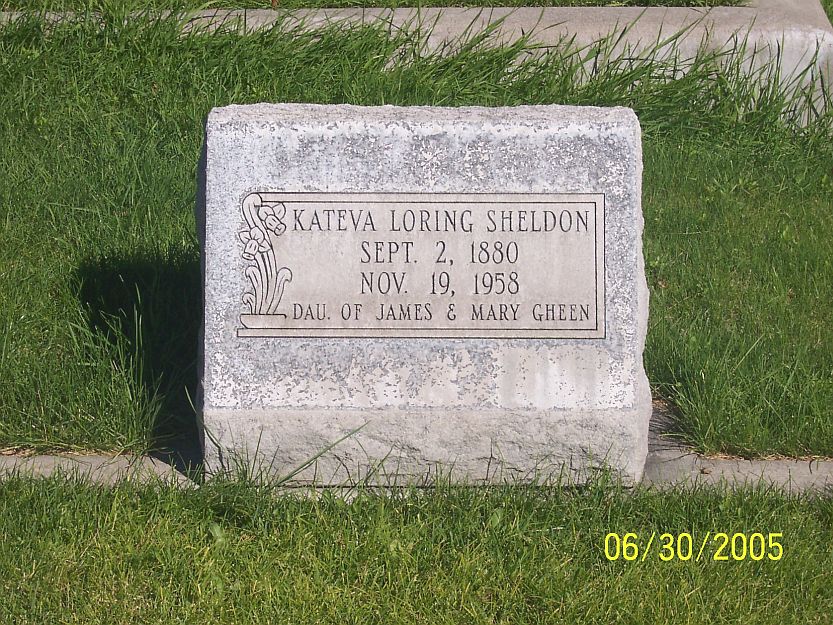 KATEVA LORING SHELDON
SEPT. 2, 1880
NOV. 19, 1958
DAU. OF JAMES & MARY GHEEN
06/30/2005